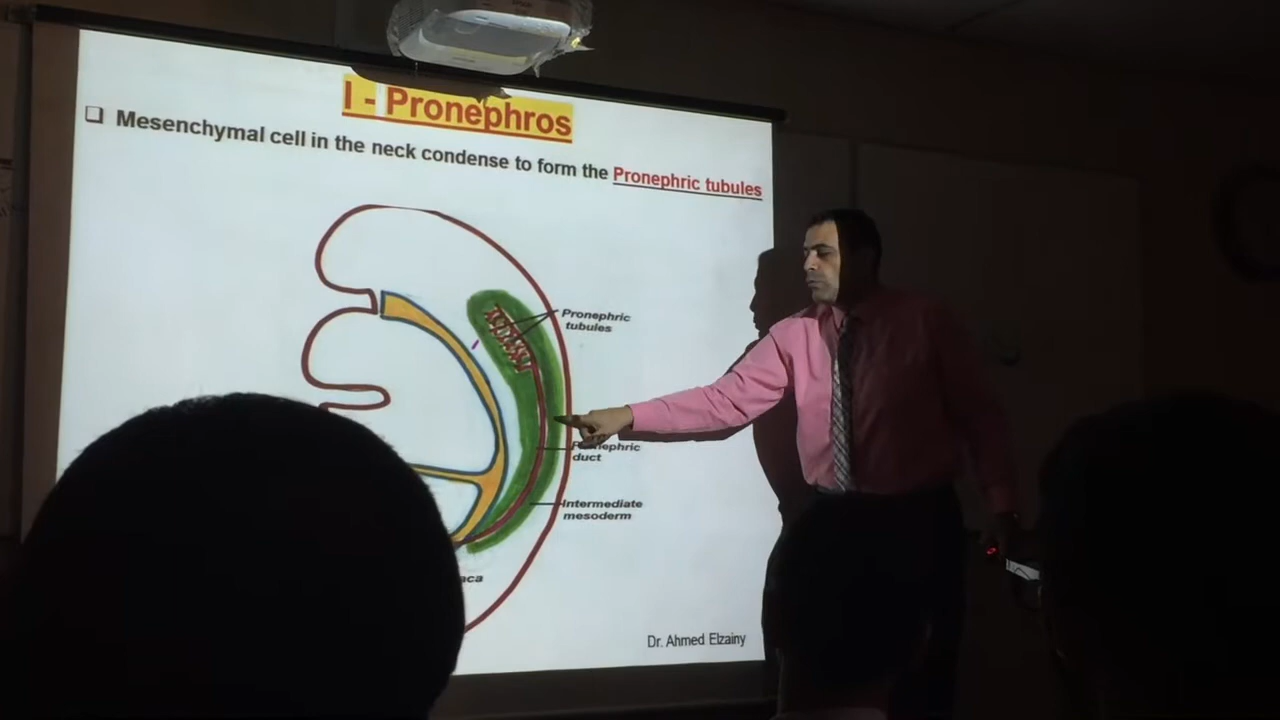 I - Pronephros
❑ Mesenchymal cell in the neck condense to form the Pronephric tubules
Pronephric
tubules
duct
Intermediate
mesoderm
Dr. Ahmed Elzainy